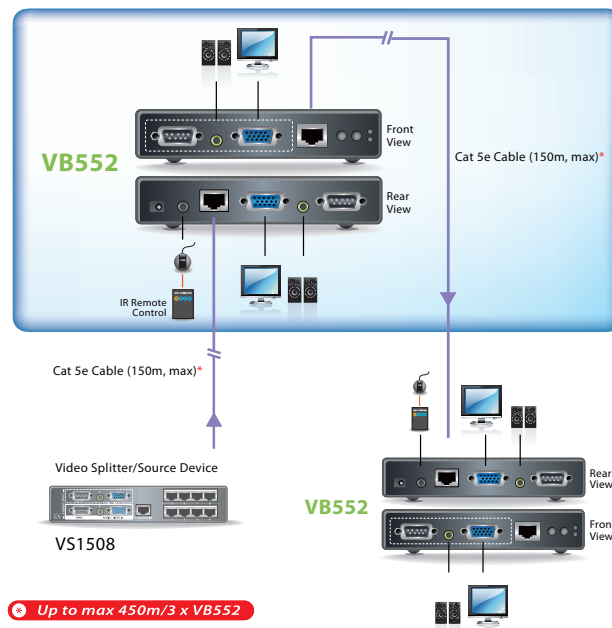 Front
View
VB552
Cat 5e Cable (150m, max)*
Rear
View
IR Remote
Control
Cat 5e Cable (150m, max)*
Video Splitter/Source Device
VS1508
Rear
View
VB552
Front
View
* Up to max 450m/3 x VB552